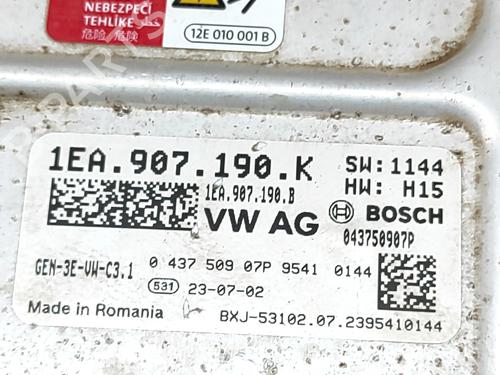 NEBEZPEČÍ
TEHLIKE
危险 / 危險
12E 010 001 B
1EA.907.190.K
SW:1144
HW: H15
1EA.907.190.B
VW AG
BOSCH
043750907P
GEN-3E-VW-C3.1
0 437 509 07P 9541 0144
531 23-07-02
Made in Romania
BXJ-53102.07.2395410144